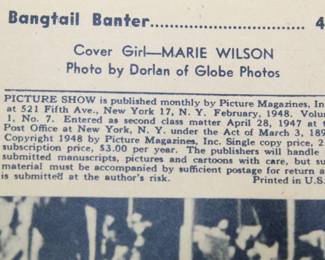 Bangtail Banter............................ 4
Cover Girl—MARIE WILSON
Photo by Dorlan of Globe Photos
PICTURE SHOW is published monthly by Picture Magazines, In
at 521 Fifth Ave., New York 17, N. Y. February, 1948. Volum
1, No. 7. Entered as second class matter April 28, 1947 at t
Post Office at New York, N. Y. under the Act of March 3, 189
Copyright 1948 by Picture Magazines, Inc. Single copy price, 2
subscription price, $3.00 per year. The publishers will handle
submitted manuscripts, pictures and cartoons with care, but su
material must be accompanied by sufficient postage for return a
is submitted at the author's risk. Printed in U.S.